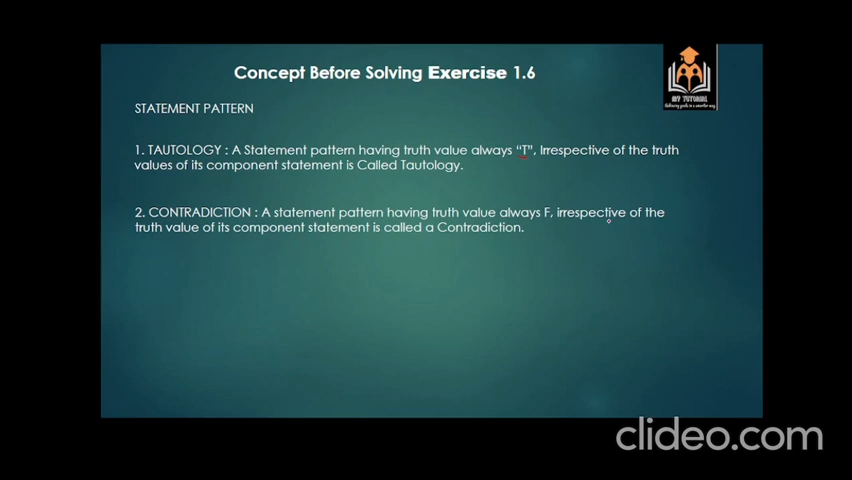 Concept Before Solving Exercise 1.6
MY TUTORIAL
STATEMENT PATTERN
1. TAUTOLOGY : A Statement pattern having truth value always “T”, Irrespective of the truth
values of its component statement is Called Tautology.
2. CONTRADICTION : A statement pattern having truth value always F, irrespective of the
truth value of its component statement is called a Contradiction.
clideo.com